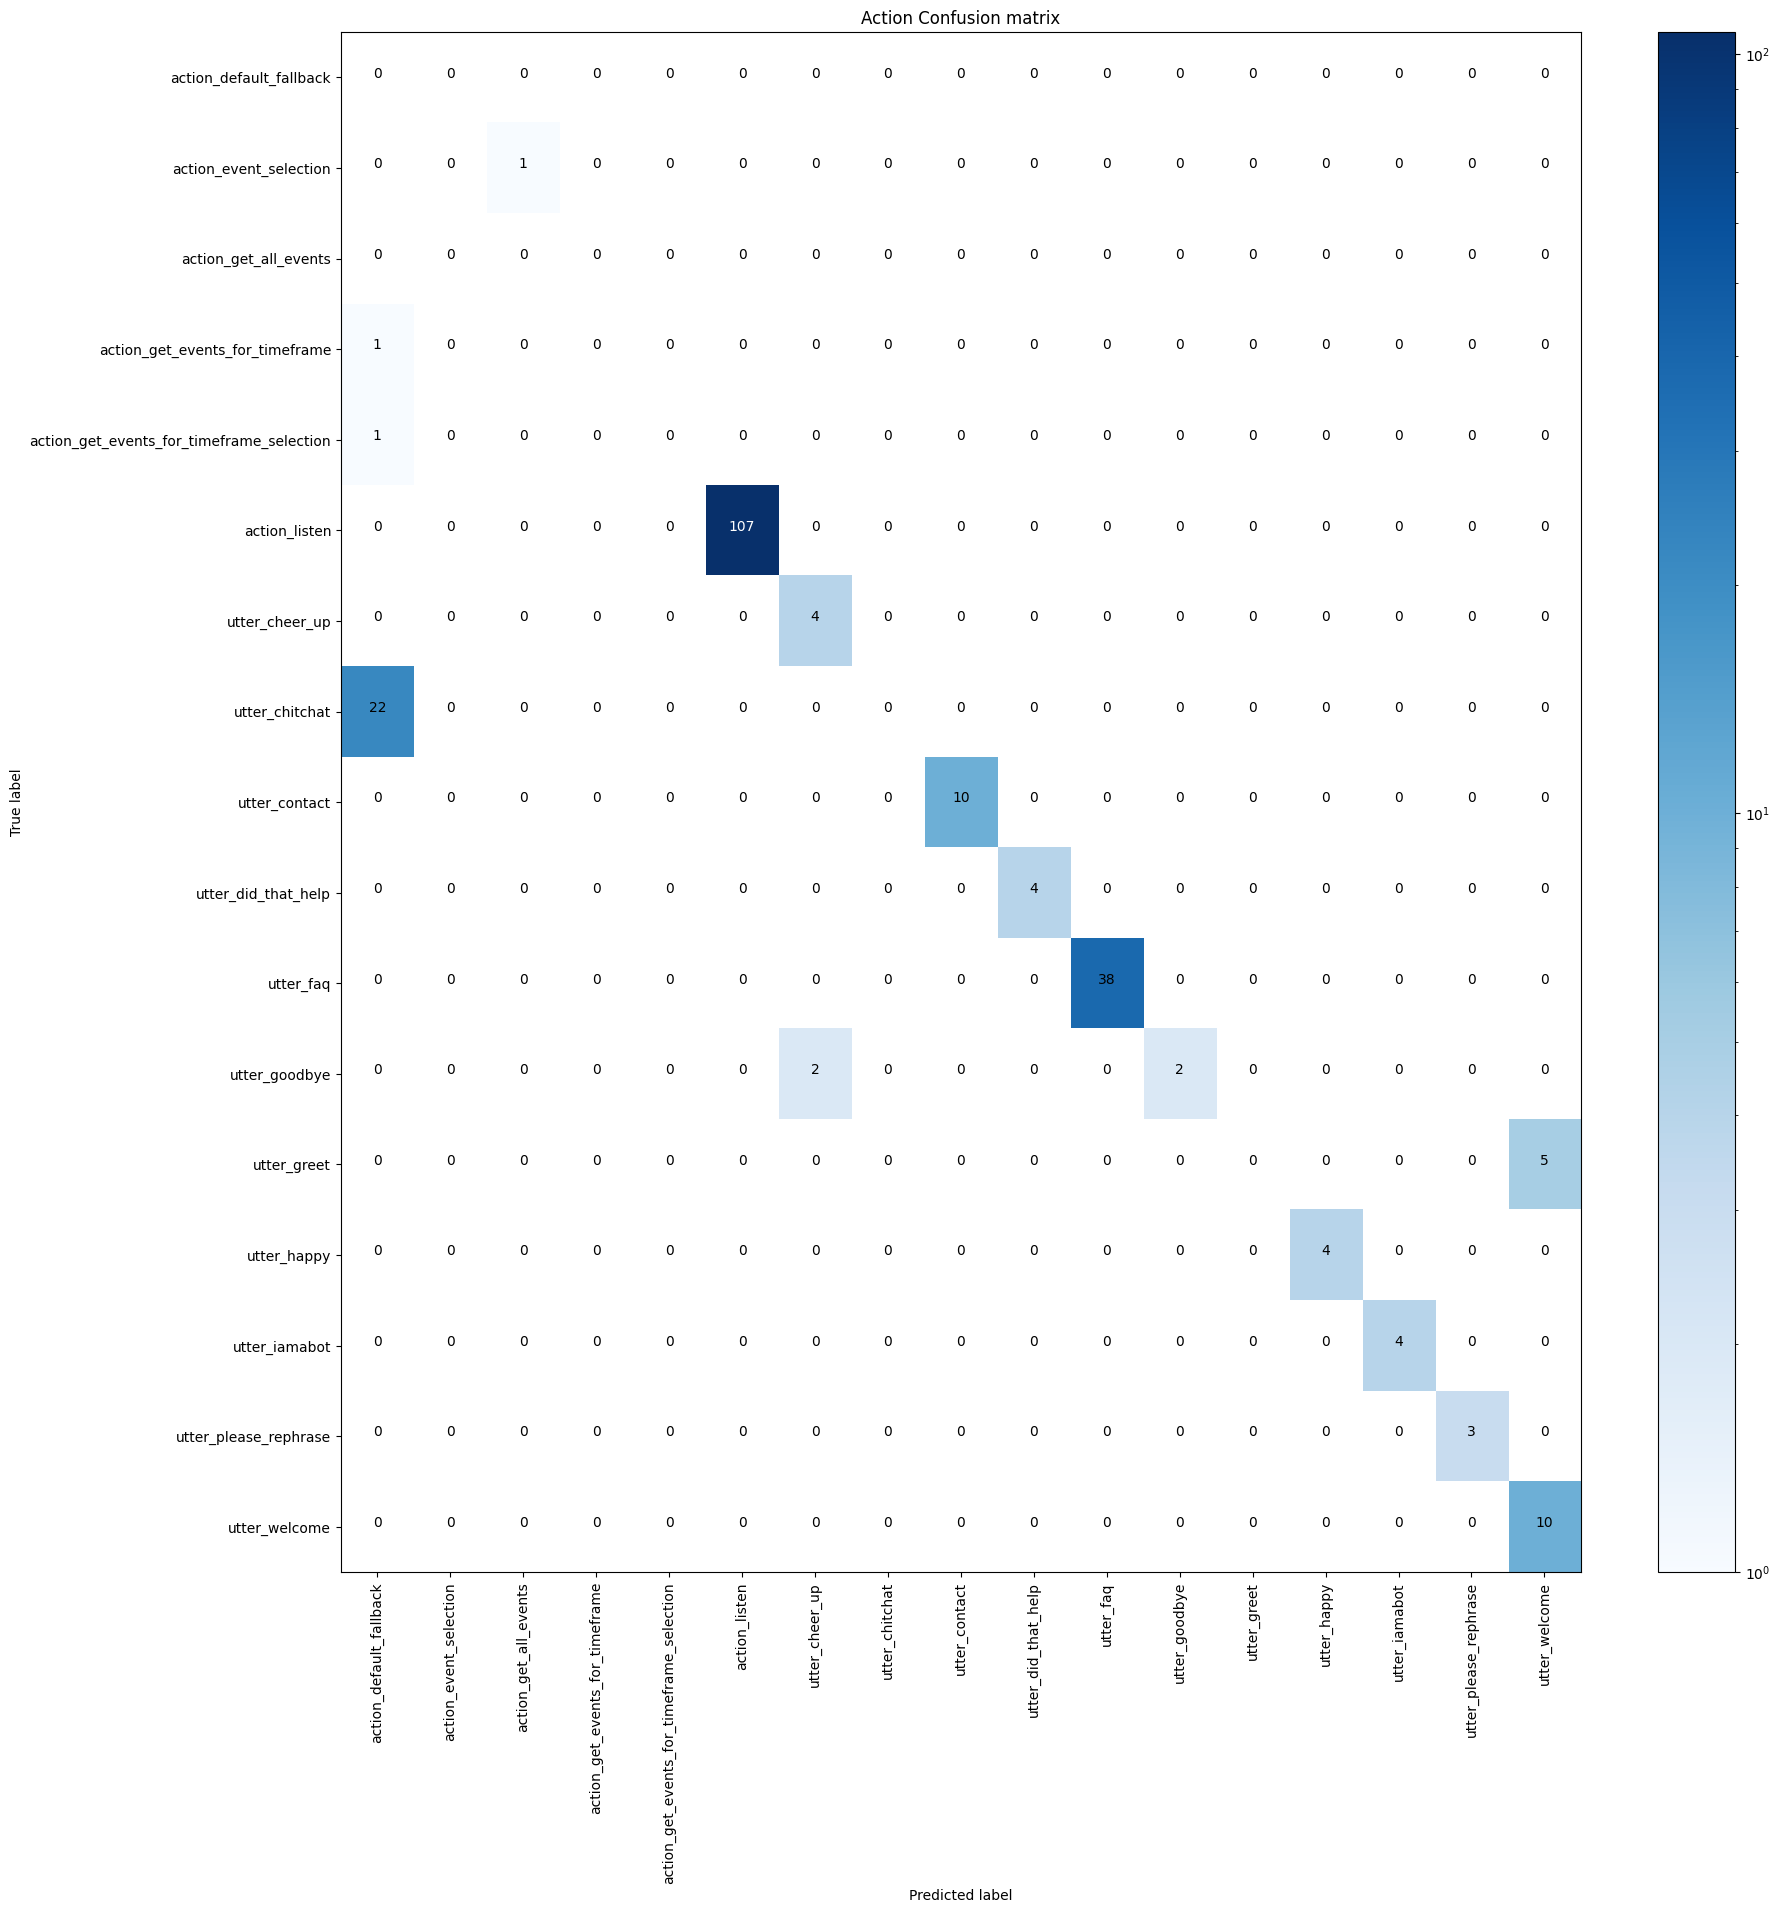 Action Confusion matrix
action_default_fallback 0 0 0 0 0 0 0 0 0 0 0 0 0 0 0 0 0
action_event_selection 0 0 1 0 0 0 0 0 0 0 0 0 0 0 0 0 0
action_get_all_events 0 0 0 0 0 0 0 0 0 0 0 0 0 0 0 0 0
action_get_events_for_timeframe 1 0 0 0 0 0 0 0 0 0 0 0 0 0 0 0 0
action_get_events_for_timeframe_selection 1 0 0 0 0 0 0 0 0 0 0 0 0 0 0 0 0
action_listen 0 0 0 0 0 107 0 0 0 0 0 0 0 0 0 0 0
utter_cheer_up 0 0 0 0 0 0 4 0 0 0 0 0 0 0 0 0 0
utter_chitchat 22 0 0 0 0 0 0 0 0 0 0 0 0 0 0 0 0
utter_contact 0 0 0 0 0 0 0 0 10 0 0 0 0 0 0 0 0
utter_did_that_help 0 0 0 0 0 0 0 0 0 4 0 0 0 0 0 0 0
utter_faq 0 0 0 0 0 0 0 0 0 0 38 0 0 0 0 0 0
utter_goodbye 0 0 0 0 0 0 2 0 0 0 0 2 0 0 0 0 0
utter_greet 0 0 0 0 0 0 0 0 0 0 0 0 0 0 0 0 5
utter_happy 0 0 0 0 0 0 0 0 0 0 0 0 0 4 0 0 0
utter_iamabot 0 0 0 0 0 0 0 0 0 0 0 0 0 0 4 0 0
utter_please_rephrase 0 0 0 0 0 0 0 0 0 0 0 0 0 0 0 3 0
utter_welcome 0 0 0 0 0 0 0 0 0 0 0 0 0 0 0 0 10
True label
action_default_fallback
action_event_selection
action_get_all_events
action_get_events_for_timeframe
action_get_events_for_timeframe_selection
action_listen
utter_cheer_up
utter_chitchat
utter_contact
utter_did_that_help
utter_faq
utter_goodbye
utter_greet
utter_happy
utter_iamabot
utter_please_rephrase
utter_welcome
Predicted label
10²
10¹
10⁰